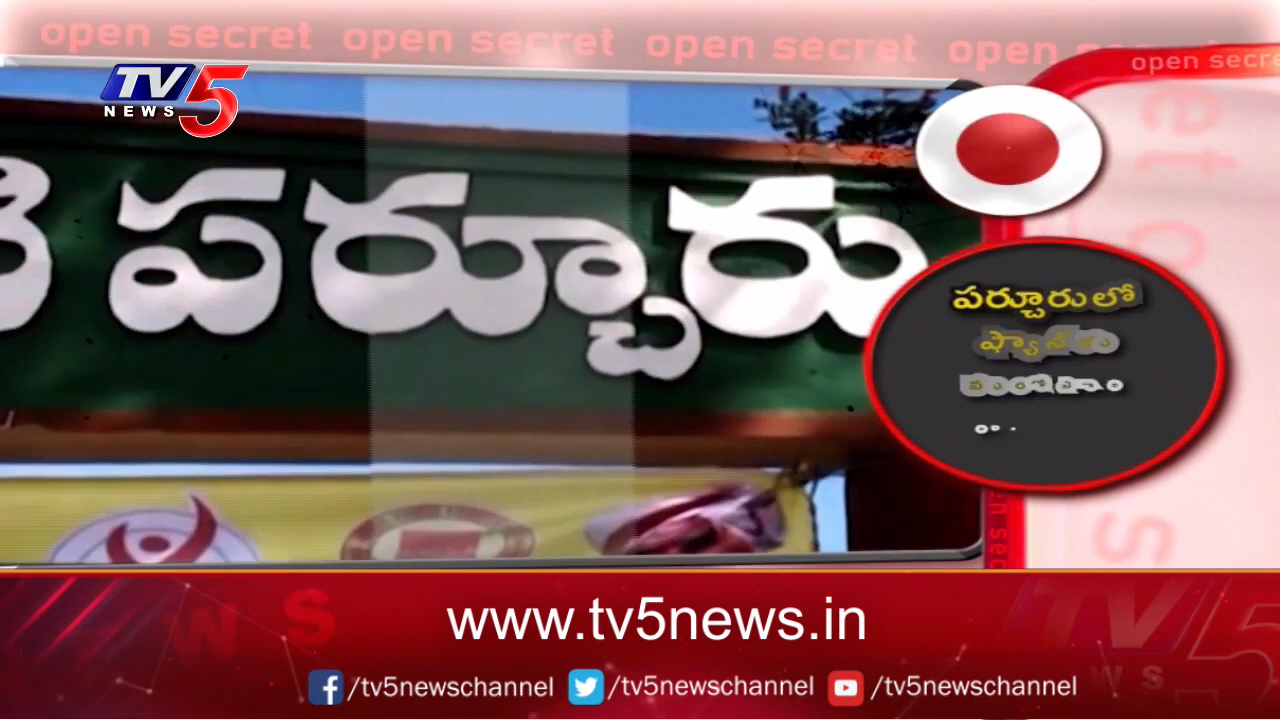 open secret open secret open secret open secret
open secre
TV5
NEWS
పర్చూరు
పర్చూరులో
ఫ్యాన్‌కు
www.tv5news.in
/tv5newschannel /tv5newschannel /tv5newschannel